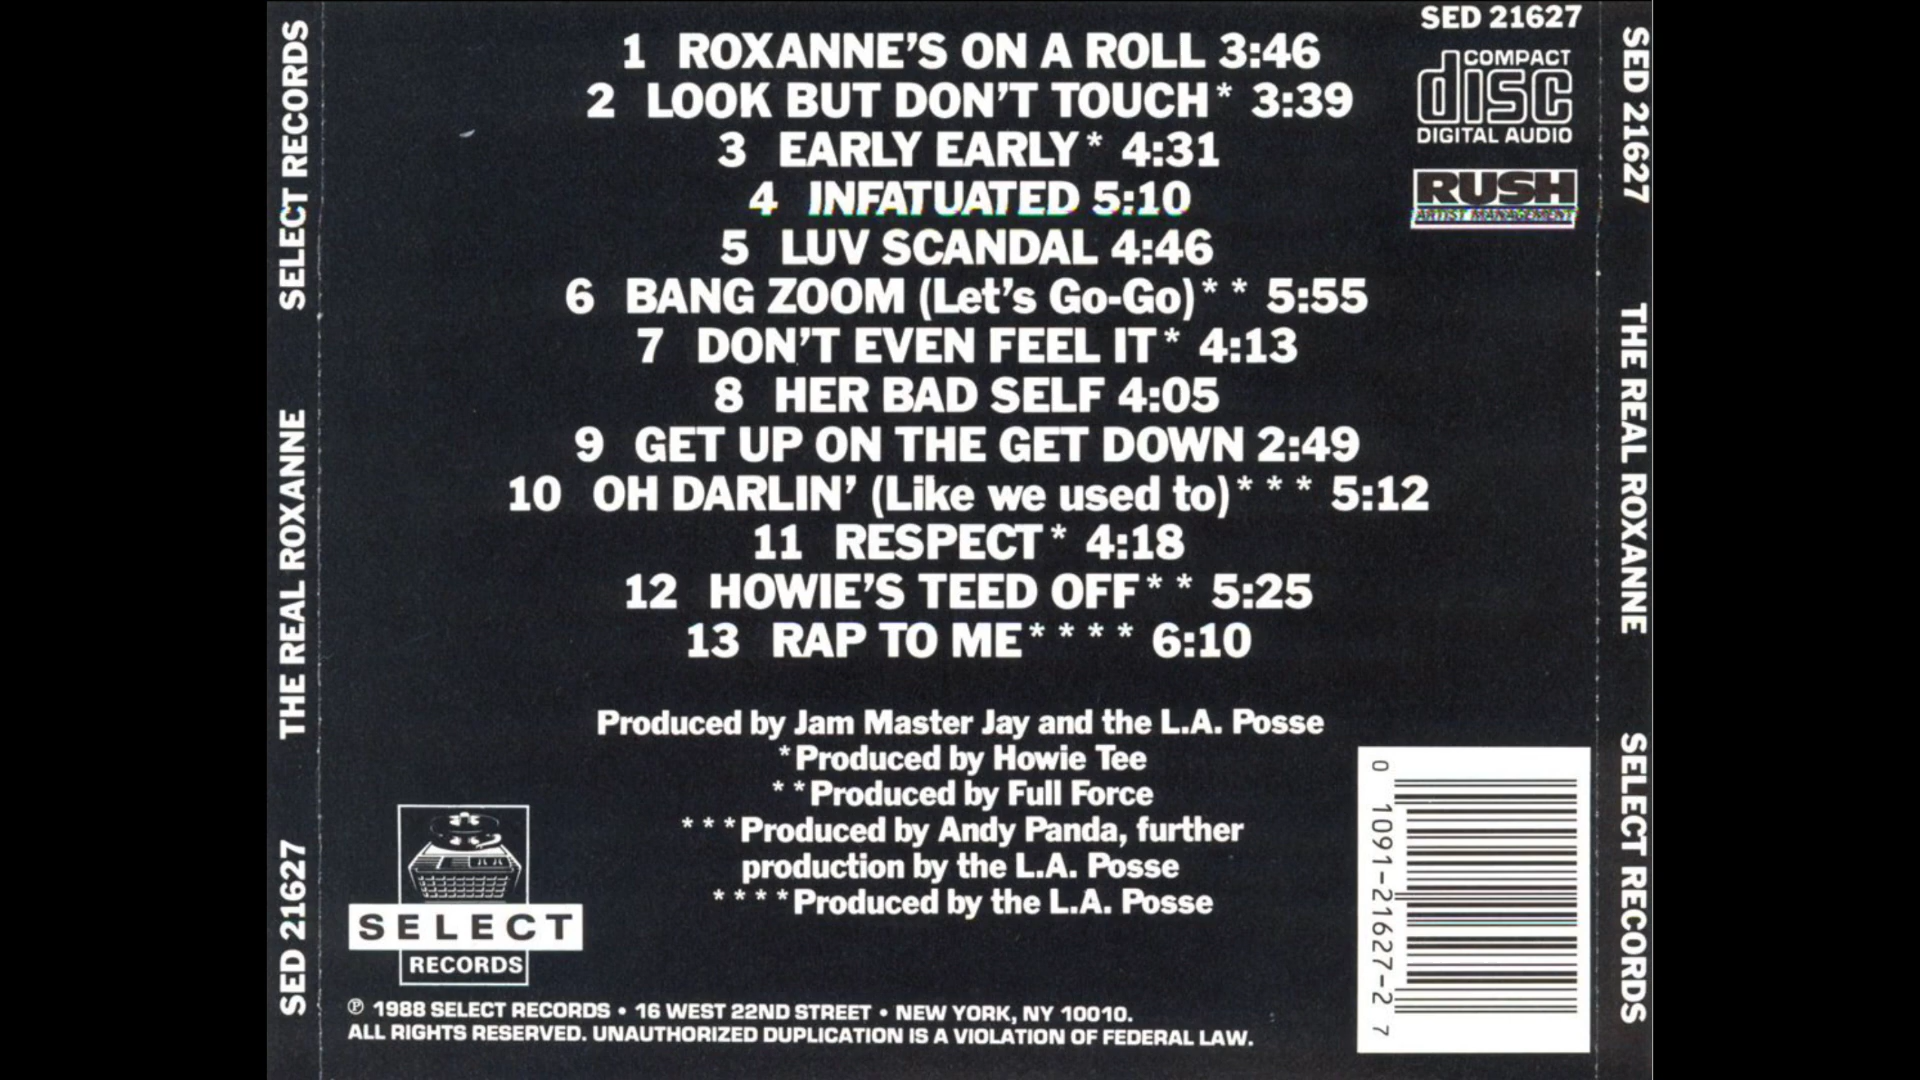 SED 21627
1 ROXANNE'S ON A ROLL 3:46
2 LOOK BUT DON'T TOUCH* 3:39
3 EARLY EARLY* 4:31
4 INFATUATED 5:10
5 LUV SCANDAL 4:46
6 BANG ZOOM (Let's Go-Go)** 5:55
7 DON'T EVEN FEEL IT* 4:13
8 HER BAD SELF 4:05
9 GET UP ON THE GET DOWN 2:49
10 OH DARLIN' (Like we used to)*** 5:12
11 RESPECT* 4:18
12 HOWIE'S TEED OFF** 5:25
13 RAP TO ME**** 6:10
COMPACT
disc
DIGITAL AUDIO
RUSH
ARTIST MANAGEMENT
Produced by Jam Master Jay and the L.A. Posse
*Produced by Howie Tee
**Produced by Full Force
***Produced by Andy Panda, further
production by the L.A. Posse
****Produced by the L.A. Posse
SELECT
RECORDS
℗ 1988 SELECT RECORDS • 16 WEST 22ND STREET • NEW YORK, NY 10010.
ALL RIGHTS RESERVED. UNAUTHORIZED DUPLICATION IS A VIOLATION OF FEDERAL LAW.
0 1091-21627-2 7
SED 21627 THE REAL ROXANNE SELECT RECORDS
SED 21627 THE REAL ROXANNE SELECT RECORDS